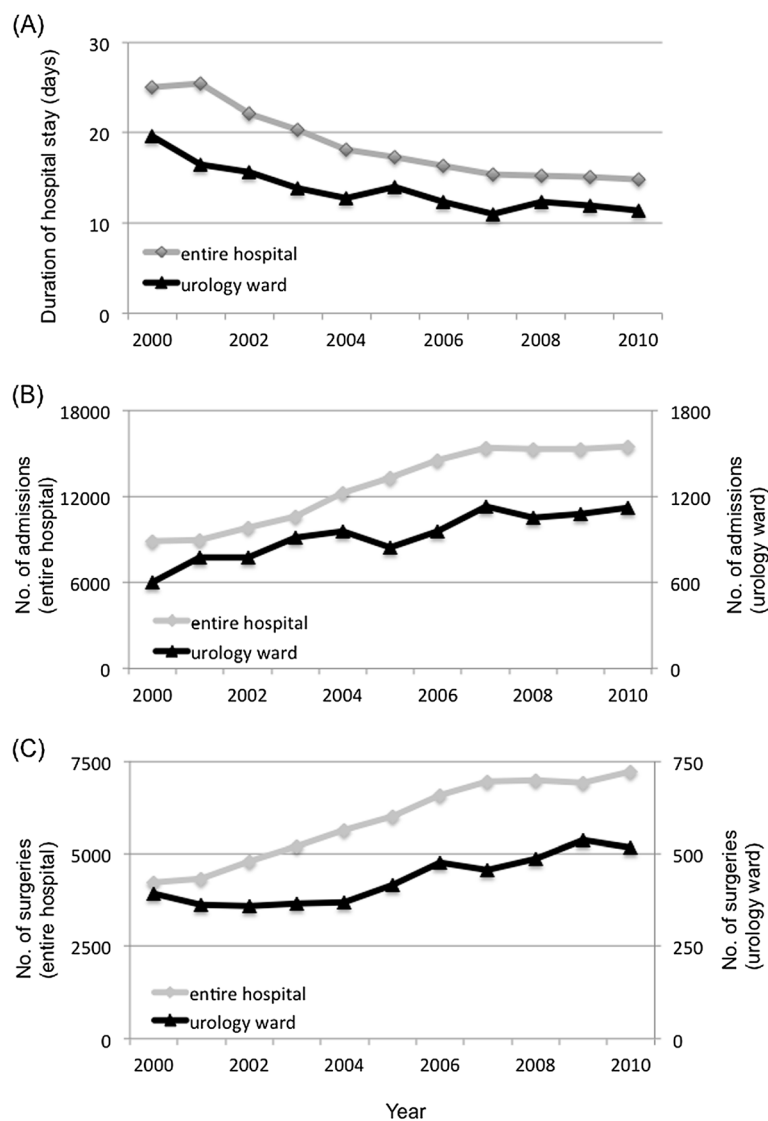 (A)
Duration of hospital stay (days)
30
20
10
0
entire hospital
urology ward
2000 2002 2004 2006 2008 2010
(B)
No. of admissions
(entire hospital)
18000
12000
6000
0
entire hospital
urology ward
1800
1200
600
0
No. of admissions
(urology ward)
2000 2002 2004 2006 2008 2010
(C)
No. of surgeries
(entire hospital)
7500
5000
2500
0
entire hospital
urology ward
750
500
250
0
No. of surgeries
(urology ward)
2000 2002 2004 2006 2008 2010
Year